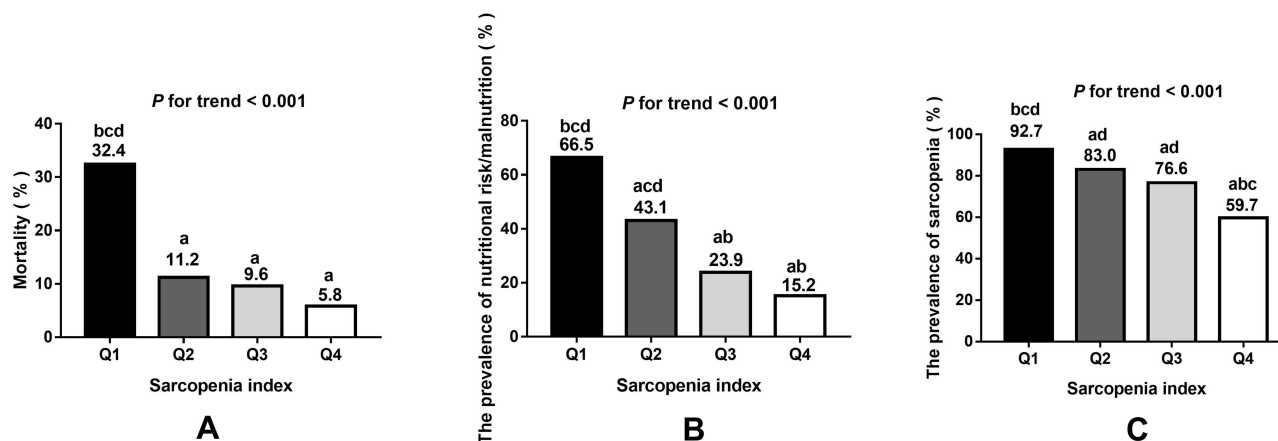 P for trend < 0.001
Mortality ( % )
40
30
20
10
0
bcd
32.4
a
11.2
a
9.6
a
5.8
Q1 Q2 Q3 Q4
Sarcopenia index
A
P for trend < 0.001
The prevalence of nutritional risk/malnutrition ( % )
80
60
40
20
0
bcd
66.5
acd
43.1
ab
23.9
ab
15.2
Q1 Q2 Q3 Q4
Sarcopenia index
B
P for trend < 0.001
The prevalence of sarcopenia ( % )
100
80
60
40
20
0
bcd
92.7
ad
83.0
ad
76.6
abc
59.7
Q1 Q2 Q3 Q4
Sarcopenia index
C